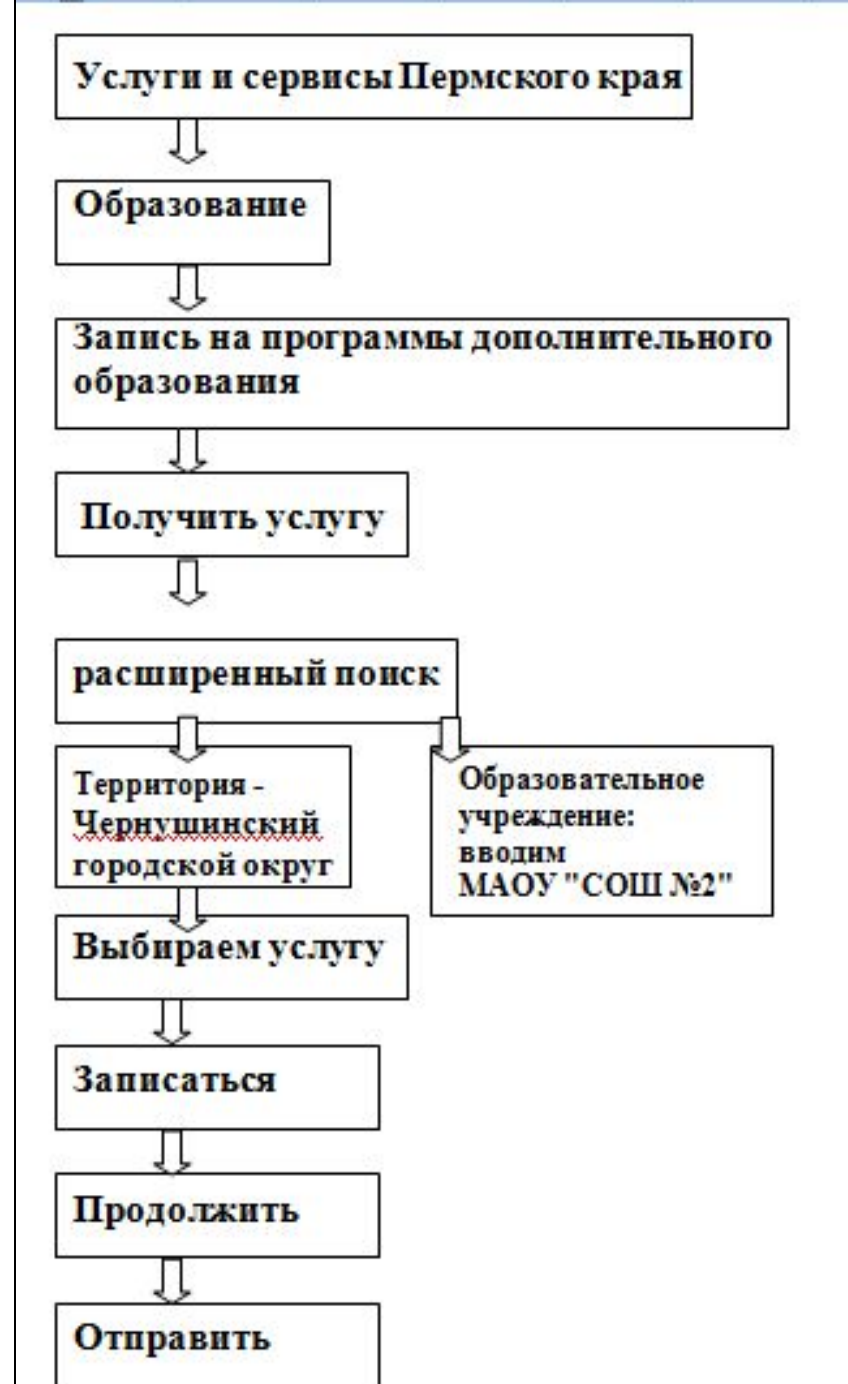 Услуги и сервисы Пермского края
Образование
Запись на программы дополнительного
образования
Получить услугу
расширенный поиск
Территория -
Чернушинский
городской округ
Образовательное
учреждение:
вводим
МАОУ "СОШ №2"
Выбираем услугу
Записаться
Продолжить
Отправить